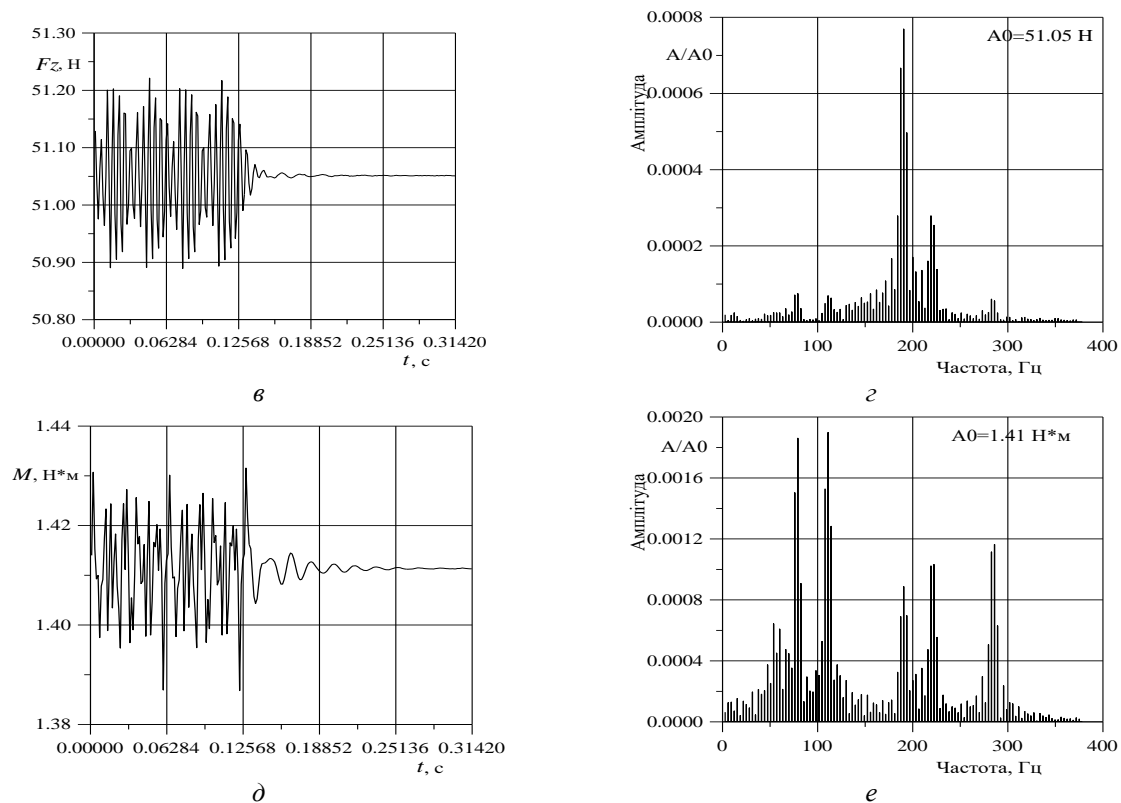 51.30
Fz, Н
51.20
51.10
51.00
50.90
50.80
0.00000 0.06284 0.12568 0.18852 0.25136 0.31420
t, с
в
0.0008
A/A0
A0=51.05 Н
Амплітуда
0.0006
0.0004
0.0002
0.0000
0 100 200 300 400
Частота, Гц
г
1.44
M, Н*м
1.42
1.40
1.38
0.00000 0.06284 0.12568 0.18852 0.25136 0.31420
t, с
д
0.0020
A/A0
A0=1.41 Н*м
Амплітуда
0.0016
0.0012
0.0008
0.0004
0.0000
0 100 200 300 400
Частота, Гц
е